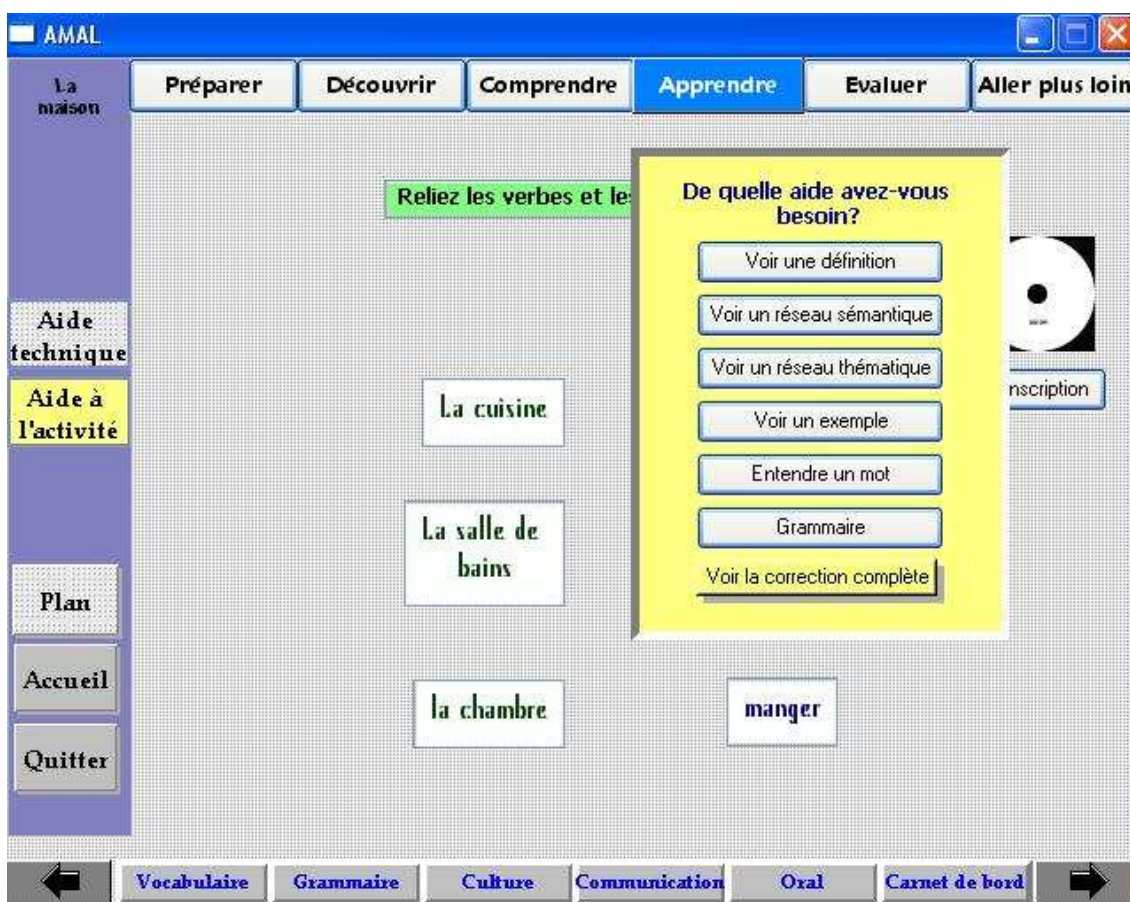 AMAL
La
maison
Préparer
Découvrir
Comprendre
Apprendre
Evaluer
Aller plus loin
Reliez les verbes et les
De quelle aide avez-vous
besoin?
Voir une définition
Voir un réseau sémantique
Voir un réseau thématique
Voir un exemple
Entendre un mot
Grammaire
Voir la correction complète
nscription
Aide
technique
Aide à
l'activité
La cuisine
La salle de
bains
la chambre
manger
Plan
Accueil
Quitter
Vocabulaire
Grammaire
Culture
Communication
Oral
Carnet de bord